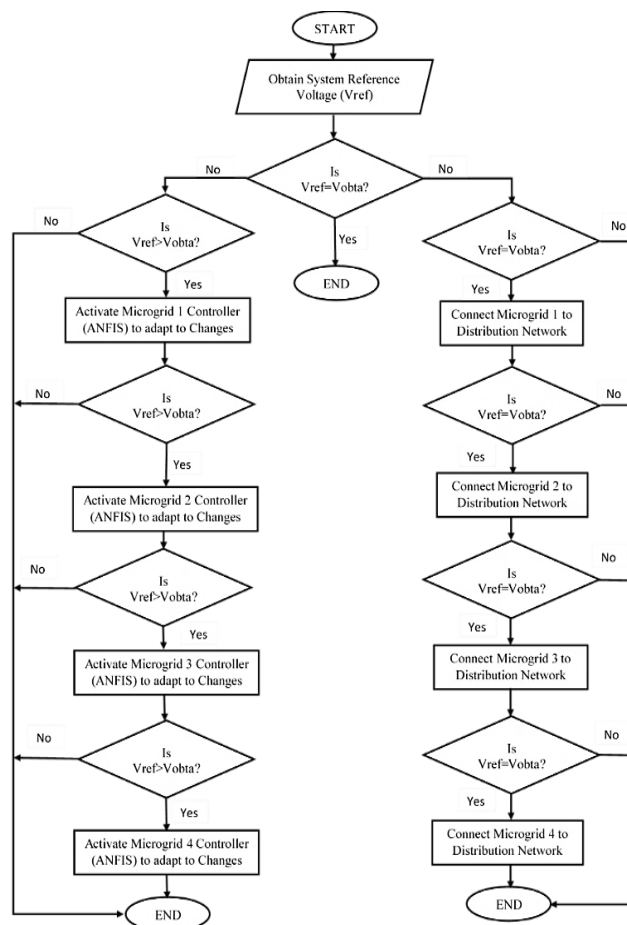 START
Obtain System Reference
Voltage (Vref)
Is
Vref=Vobta?
No
No
Yes
END
No
Is
Vref>Vobta?
Yes
Activate Microgrid 1 Controller
(ANFIS) to adapt to Changes
No
Is
Vref>Vobta?
Yes
Activate Microgrid 2 Controller
(ANFIS) to adapt to Changes
No
Is
Vref>Vobta?
Yes
Activate Microgrid 3 Controller
(ANFIS) to adapt to Changes
No
Is
Vref>Vobta?
Yes
Activate Microgrid 4 Controller
(ANFIS) to adapt to Changes
END
Is
Vref=Vobta?
No
Yes
Connect Microgrid 1 to
Distribution Network
Is
Vref=Vobta?
No
Yes
Connect Microgrid 2 to
Distribution Network
Is
Vref=Vobta?
No
Yes
Connect Microgrid 3 to
Distribution Network
Is
Vref=Vobta?
No
Yes
Connect Microgrid 4 to
Distribution Network
END